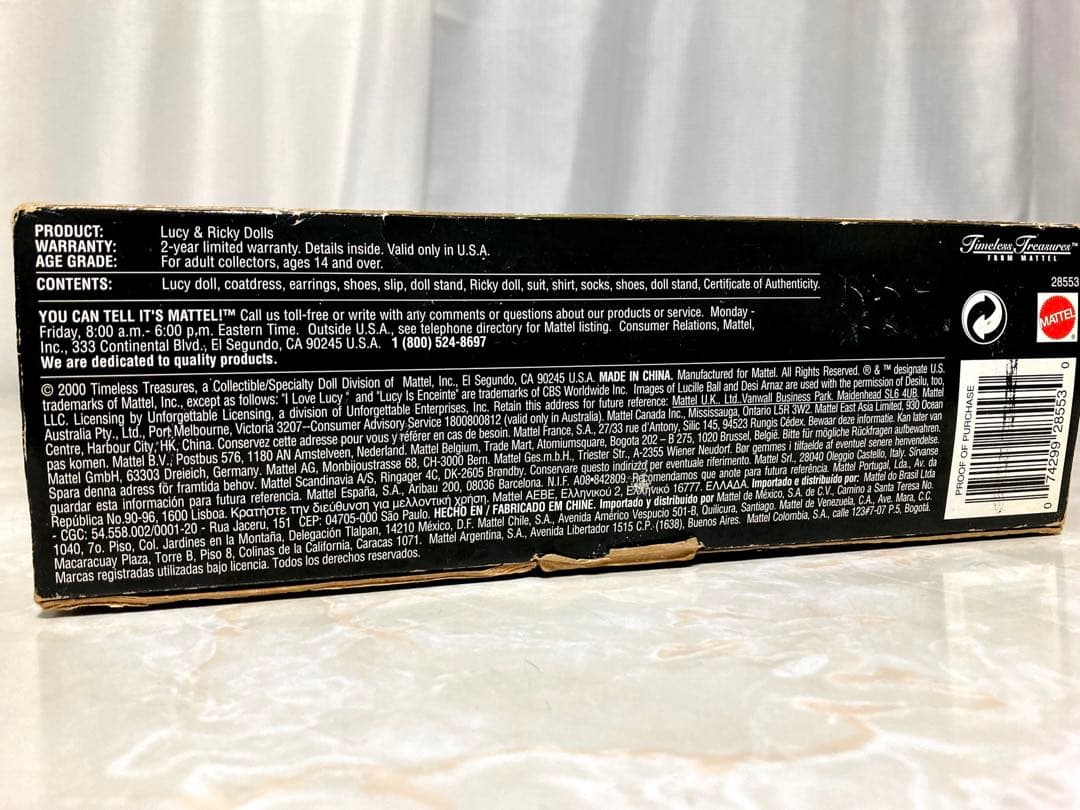 PRODUCT: Lucy & Ricky Dolls
WARRANTY: 2-year limited warranty. Details inside. Valid only in U.S.A.
AGE GRADE: For adult collectors, ages 14 and over.
CONTENTS: Lucy doll, coatdress, earrings, shoes, slip, doll stand, Ricky doll, suit, shirt, socks, shoes, doll stand, Certificate of Authenticity.
YOU CAN TELL IT'S MATTEL!™ Call us toll-free or write with any comments or questions about our products or service. Monday -
Friday, 8:00 a.m.- 6:00 p.m. Eastern Time. Outside U.S.A., see telephone directory for Mattel listing. Consumer Relations, Mattel,
Inc., 333 Continental Blvd., El Segundo, CA 90245 U.S.A. 1 (800) 524-8697
We are dedicated to quality products.
© 2000 Timeless Treasures, a Collectible/Specialty Doll Division of Mattel, Inc., El Segundo, CA 90245 U.S.A. MADE IN CHINA. Manufactured for Mattel. All Rights Reserved. ® & ™ designate U.S.
trademarks of Mattel, Inc., except as follows: "I Love Lucy" and "Lucy Is Enceinte" are trademarks of CBS Worldwide Inc. Images of Lucille Ball and Desi Arnaz are used with the permission of Desilu, too,
LLC. Licensing by Unforgettable Licensing, a division of Unforgettable Enterprises, Inc. Retain this address for future reference: Mattel U.K., Ltd. Vanwall Business Park, Maidenhead SL6 4UB. Mattel
Australia Pty., Ltd., Port Melbourne, Victoria 3207--Consumer Advisory Service 1800800812 (valid only in Australia). Mattel Canada Inc., Mississauga, Ontario L5R 3W2. Mattel East Asia Limited, 930 Ocean
Centre, Harbour City, HK, China. Conservez cette adresse pour vous y référer en cas de besoin. Mattel France, S.A., 27/33 rue d'Antony, Silic 145, 94523 Rungis Cédex. Bewaar deze informatie. Kan later van
pas komen. Mattel B.V., Postbus 576, 1180 AN Amstelveen, Nederland. Mattel Belgium, Trade Mart, Atomiumsquare, Bogota 202 – B 275, 1020 Brussel, België. Bitte für mögliche Rückfragen aufbewahren.
Mattel GmbH, 63303 Dreieich, Germany. Mattel AG, Monbijoustrasse 68, CH-3000 Bern. Mattel Ges.m.b.H., Triester Str., A-2355 Wiener Neudorf. Bør gemmes i tilfælde af eventuel senere henvendelse.
Spara denna adress för framtida behov. Mattel Scandinavia A/S, Ringager 4C, DK-2605 Brøndby. Conservare questo indirizzo per eventuale riferimento. Mattel Srl., 28040 Oleggio Castello, Italy. Sírvanse
guardar esta información para futura referencia. Mattel España, S.A., Aribau 200, 08036 Barcelona. N.I.F. A08-842809. Recomendamos que anote para futura referência. Mattel Portugal, Lda., Av. da
República No.90-96, 1600 Lisboa. Κρατήστε την διεύθυνση για μελλοντική χρήση. Mattel AEBE, Ελληνικού 2, Ελληνικό 16777. ΕΛΛΑΔΑ. Importado e distribuido por: Mattel do Brasil Ltda
- CGC: 54.558.002/0001-20 - Rua Jaceru, 151 CEP: 04705-000 São Paulo. HECHO EN / FABRICADO EM CHINE. Importado y distribuido por Mattel de México, S.A. de C.V., Camino a Santa Teresa No.
1040, 7o. Piso, Col. Jardines en la Montaña, Delegación Tlalpan, 14210 México, D.F. Mattel Chile, S.A., Avenida Américo Vespucio 501-B, Quilicura, Santiago. Mattel de Venezuela, C.A. Ave. Mara, C.C.
Macaracuay Plaza, Torre B, Piso 8, Colinas de la California, Caracas 1071. Mattel Argentina, S.A., Avenida Libertador 1515 C.P. (1638), Buenos Aires. Mattel Colombia, S.A., calle 123#7-07 P.5, Bogotá.
Marcas registradas utilizadas bajo licencia. Todos los derechos reservados.
Timeless Treasures™
FROM MATTEL
28553
MATTEL®
PROOF OF PURCHASE
0 74299 28553 0